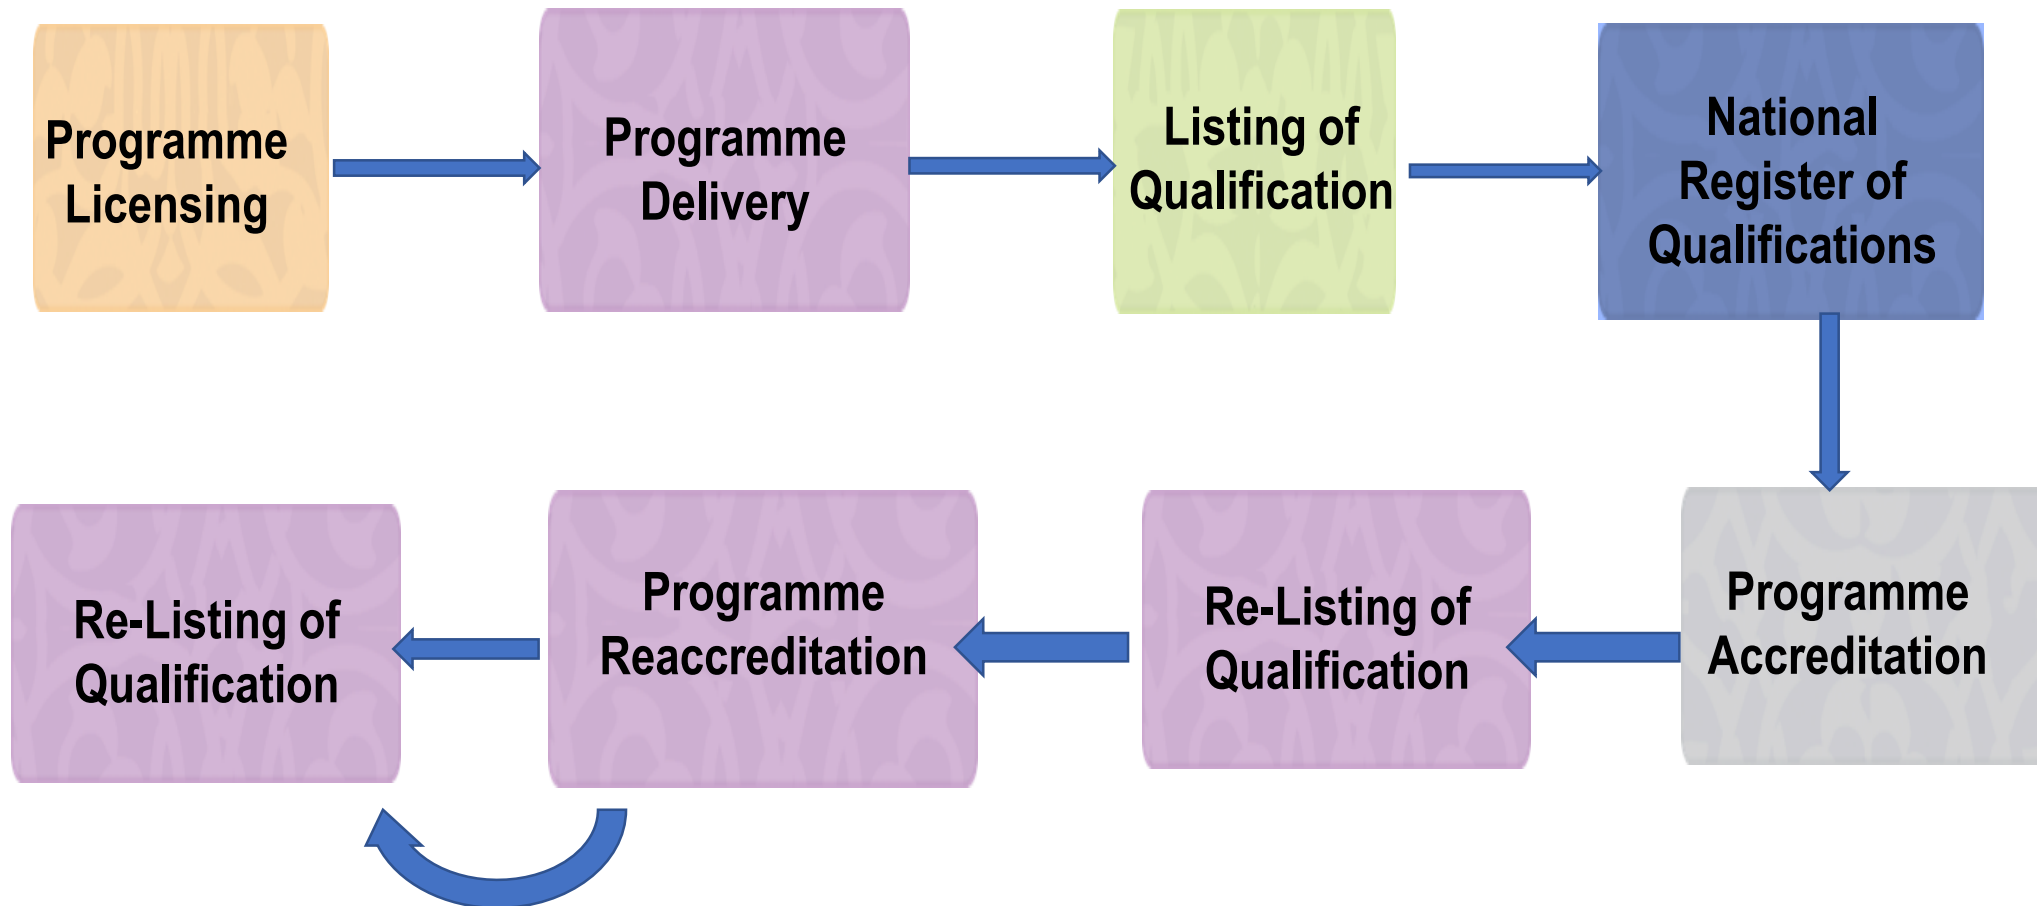 Programme
Licensing
Programme
Delivery
Listing of
Qualification
National
Register of
Qualifications
Re-Listing of
Qualification
Programme
Reaccreditation
Re-Listing of
Qualification
Programme
Accreditation